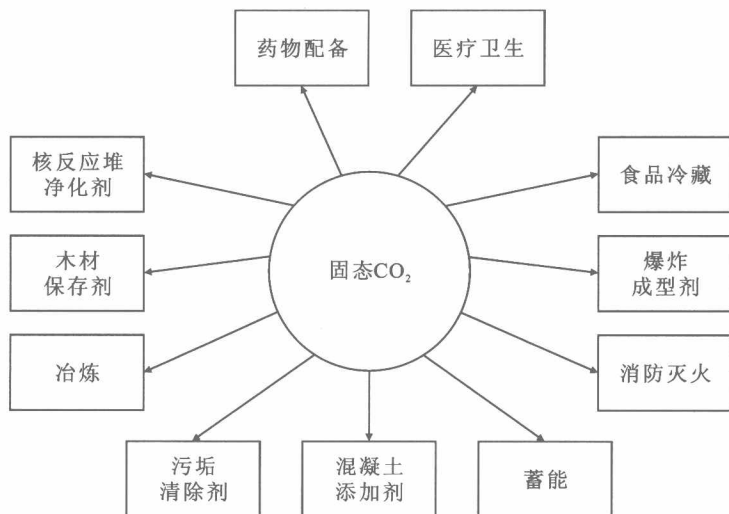 药物配备
医疗卫生
核反应堆
净化剂
食品冷藏
木材
保存剂
固态CO₂
爆炸
成型剂
冶炼
消防灭火
污垢
清除剂
混凝土
添加剂
蓄能